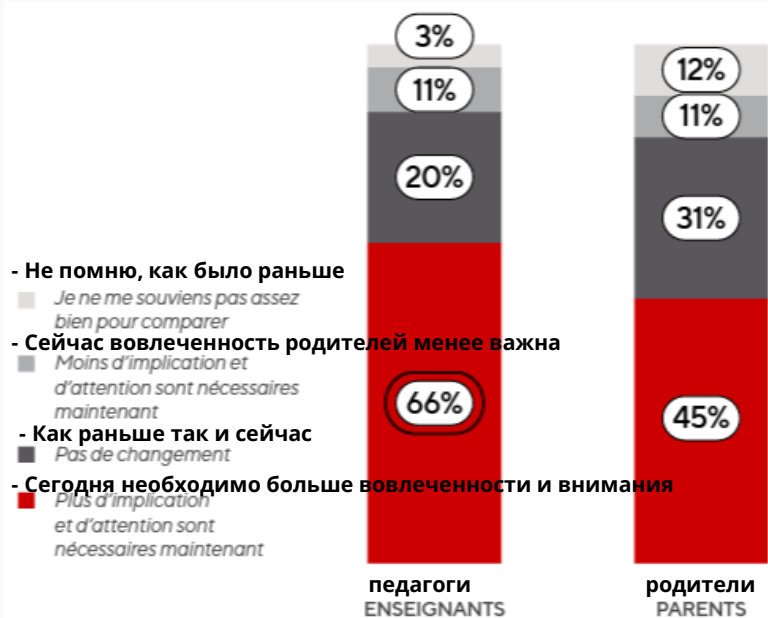 3%
12%
11%
11%
20%
31%
- Не помню, как было раньше
Je ne me souviens pas assez
bien pour comparer
- Сейчас вовлеченность родителей менее важна
Moins d'implication et
d'attention sont nécessaires
maintenant
66%
45%
- Как раньше так и сейчас
Pas de changement
- Сегодня необходимо больше вовлеченности и внимания
Plus d'implication
et d'attention sont
nécessaires maintenant
педагоги
родители
ENSEIGNANTS
PARENTS